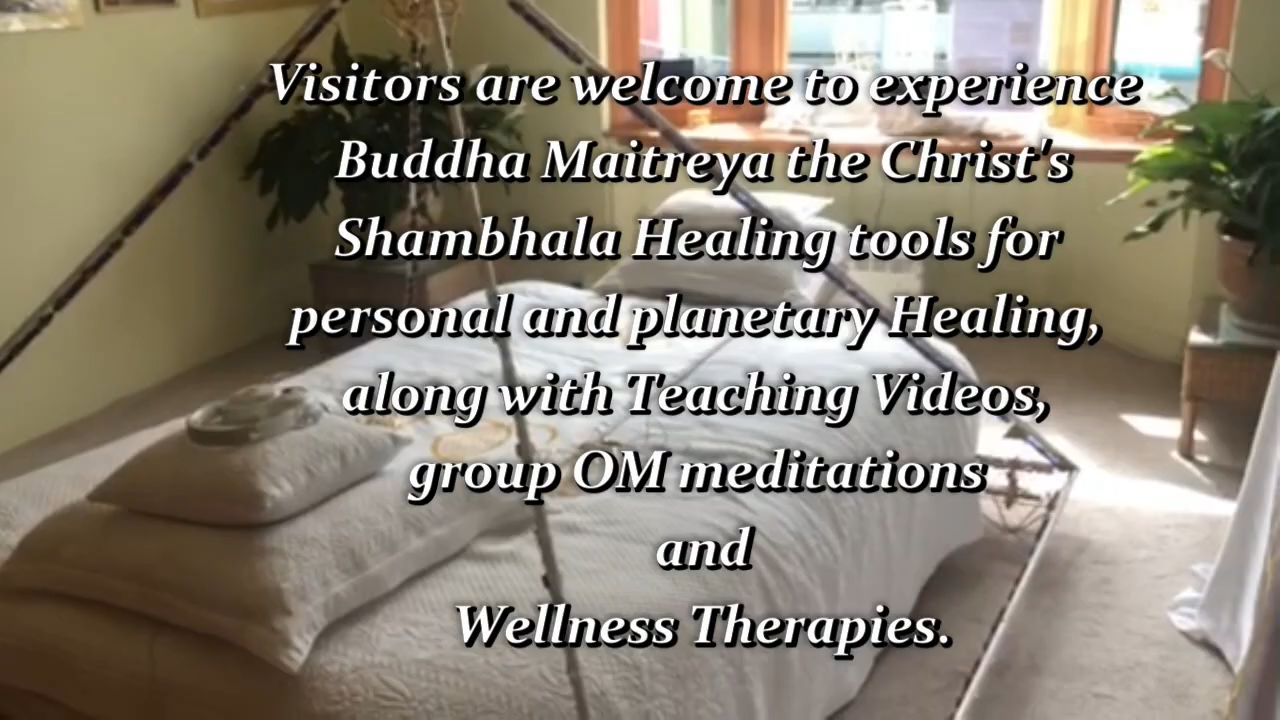 Visitors are welcome to experience
Buddha Maitreya the Christ's
Shambhala Healing tools for
personal and planetary Healing,
along with Teaching Videos,
group OM meditations
and
Wellness Therapies.